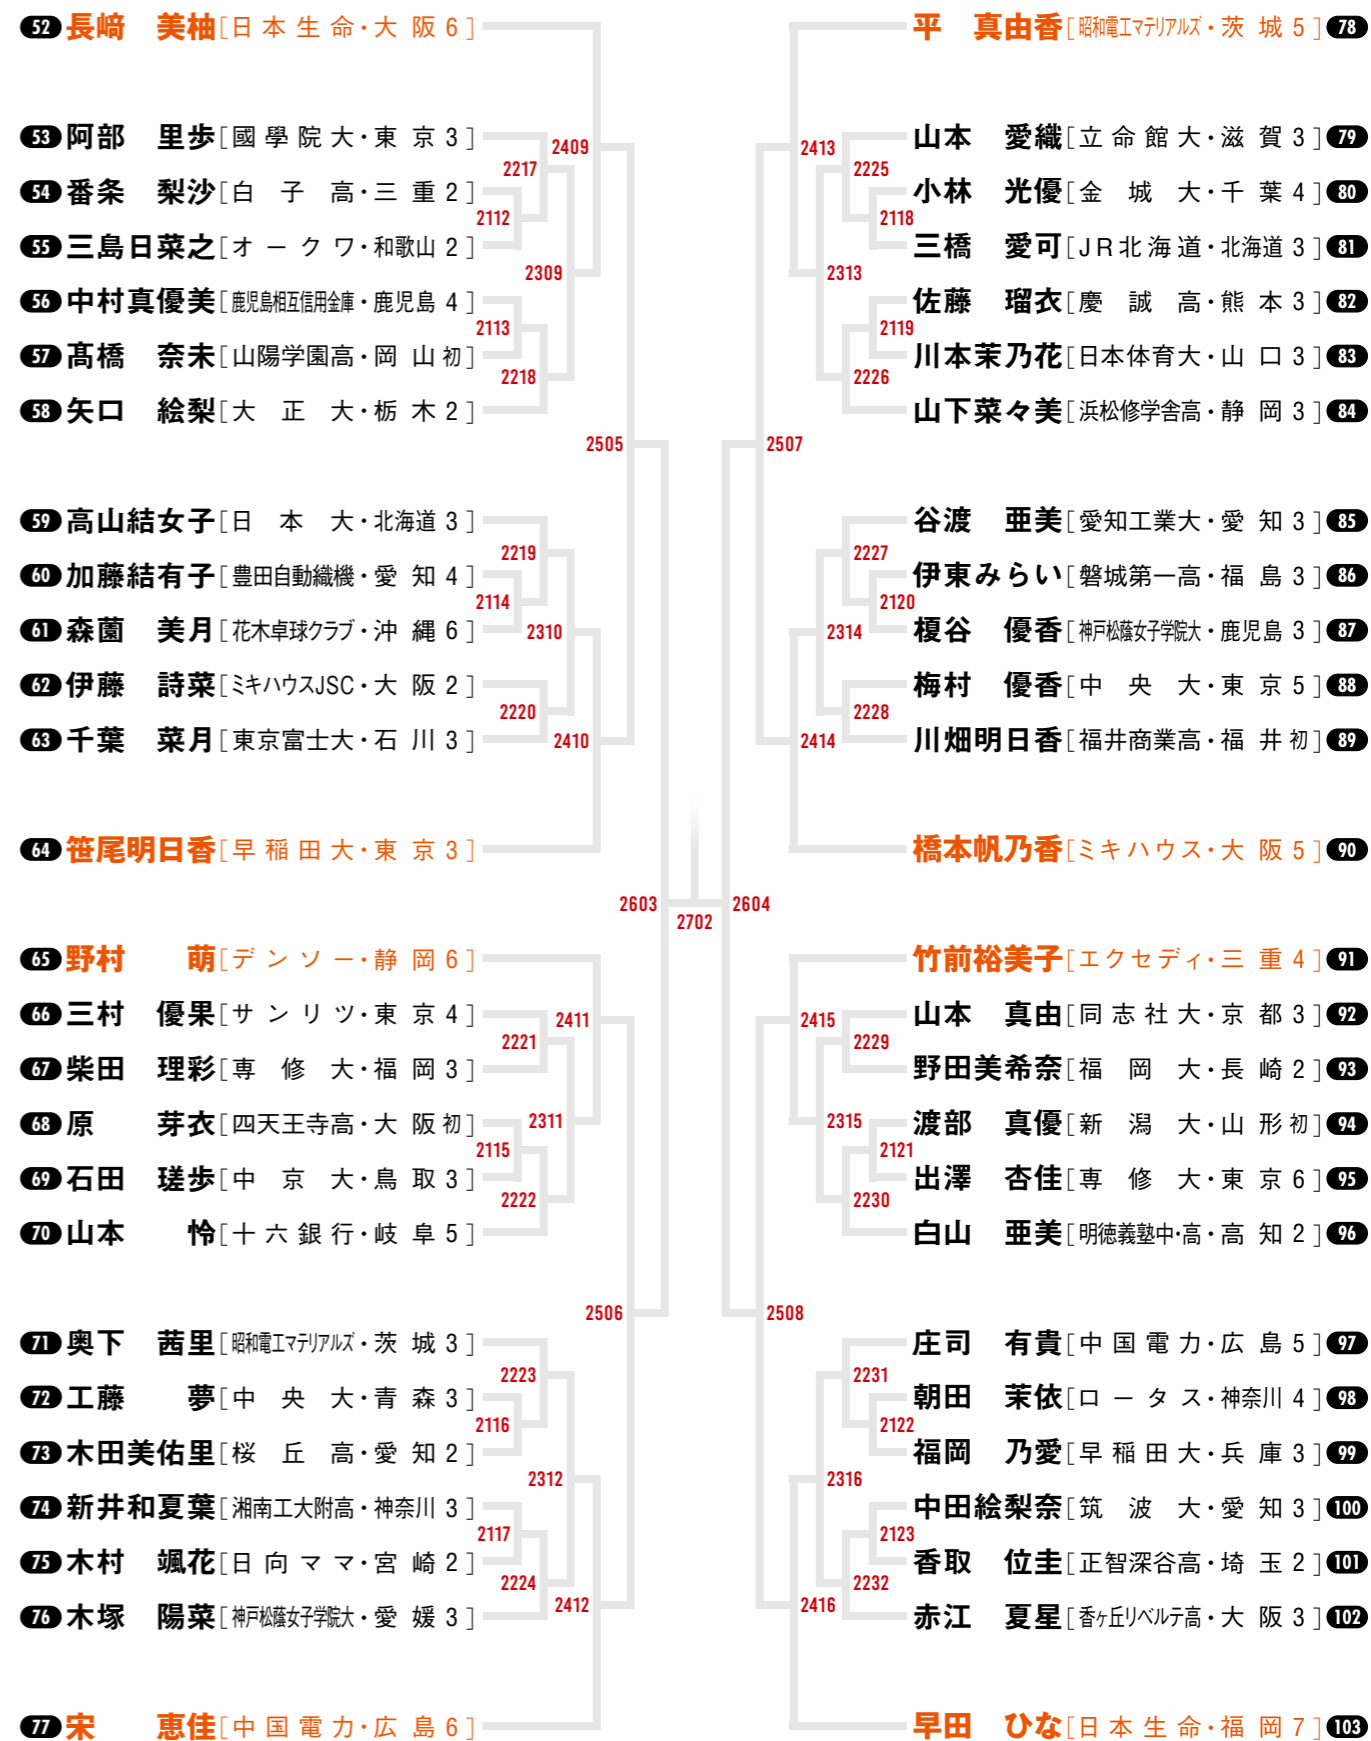 52 長﨑 美柚[日本生命・大阪6]
53 阿部 里歩[國學院大・東京3]
2409
2217
54 番条 梨沙[白子高・三重2]
2112
55 三島日菜之[オークワ・和歌山2]
2309
56 中村真優美[鹿児島相互信用金庫・鹿児島4]
2113
57 髙橋 奈未[山陽学園高・岡山初]
2218
58 矢口 絵梨[大正大・栃木2]
2505
59 高山結女子[日本大・北海道3]
2219
60 加藤結有子[豊田自動織機・愛知4]
2114
61 森薗 美月[花木卓球クラブ・沖縄6]
2310
62 伊藤 詩菜[ミキハウスJSC・大阪2]
2220
63 千葉 菜月[東京富士大・石川3]
2410
64 笹尾明日香[早稲田大・東京3]
2603
2702
65 野村 萌[デンソー・静岡6]
66 三村 優果[サンリツ・東京4]
2411
2221
67 柴田 理彩[専修大・福岡3]
68 原 芽衣[四天王寺高・大阪初]
2311
2115
69 石田 瑳歩[中京大・鳥取3]
2222
70 山本 怜[十六銀行・岐阜5]
2506
71 奥下 茜里[昭和電工マテリアルズ・茨城3]
2223
72 工藤 夢[中央大・青森3]
2116
73 木田美佑里[桜丘高・愛知2]
2312
74 新井和夏葉[湘南工大附高・神奈川3]
2117
75 木村 颯花[日向ママ・宮崎2]
2224
76 木塚 陽菜[神戸松蔭女子学院大・愛媛3]
2412
77 宋 恵佳[中国電力・広島6]
平 真由香[昭和電工マテリアルズ・茨城5] 78
山本 愛織[立命館大・滋賀3] 79
2413
2225
小林 光優[金城大・千葉4] 80
2118
三橋 愛可[JR北海道・北海道3] 81
2313
佐藤 瑠衣[慶誠高・熊本3] 82
2119
川本茉乃花[日本体育大・山口3] 83
2226
山下菜々美[浜松修学舎高・静岡3] 84
2507
谷渡 亜美[愛知工業大・愛知3] 85
2227
伊東みらい[磐城第一高・福島3] 86
2120
榎谷 優香[神戸松蔭女子学院大・鹿児島3] 87
2314
梅村 優香[中央大・東京5] 88
2228
川畑明日香[福井商業高・福井初] 89
2414
橋本帆乃香[ミキハウス・大阪5] 90
2604
竹前裕美子[エクセディ・三重4] 91
山本 真由[同志社大・京都3] 92
2415
2229
野田美希奈[福岡大・長崎2] 93
渡部 真優[新潟大・山形初] 94
2315
2121
出澤 杏佳[専修大・東京6] 95
2230
白山 亜美[明徳義塾中・高・高知2] 96
2508
庄司 有貴[中国電力・広島5] 97
2231
朝田 茉依[ロータス・神奈川4] 98
2122
福岡 乃愛[早稲田大・兵庫3] 99
2316
中田絵梨奈[筑波大・愛知3] 100
2123
香取 位圭[正智深谷高・埼玉2] 101
2232
赤江 夏星[香ヶ丘リベルテ高・大阪3] 102
2416
早田 ひな[日本生命・福岡7] 103